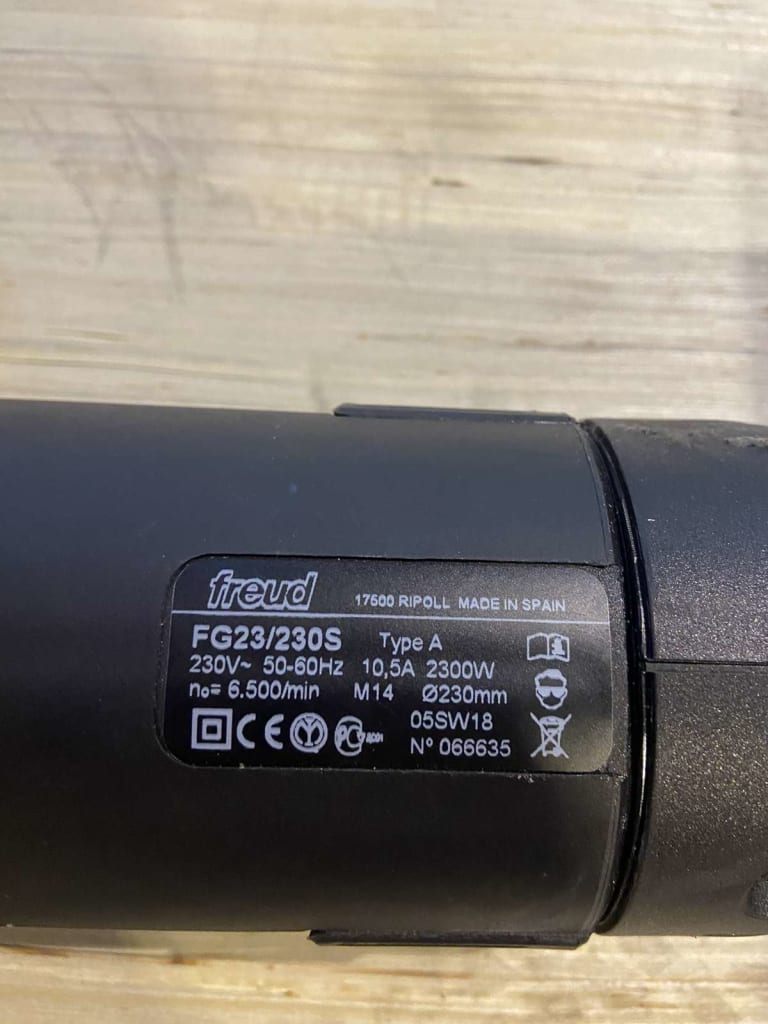 freud
17500 RIPOLL MADE IN SPAIN
FG23/230S Type A
230V~ 50-60Hz 10,5A 2300W
n₀= 6.500/min M14 Ø230mm
05SW18
CE Nº 066635